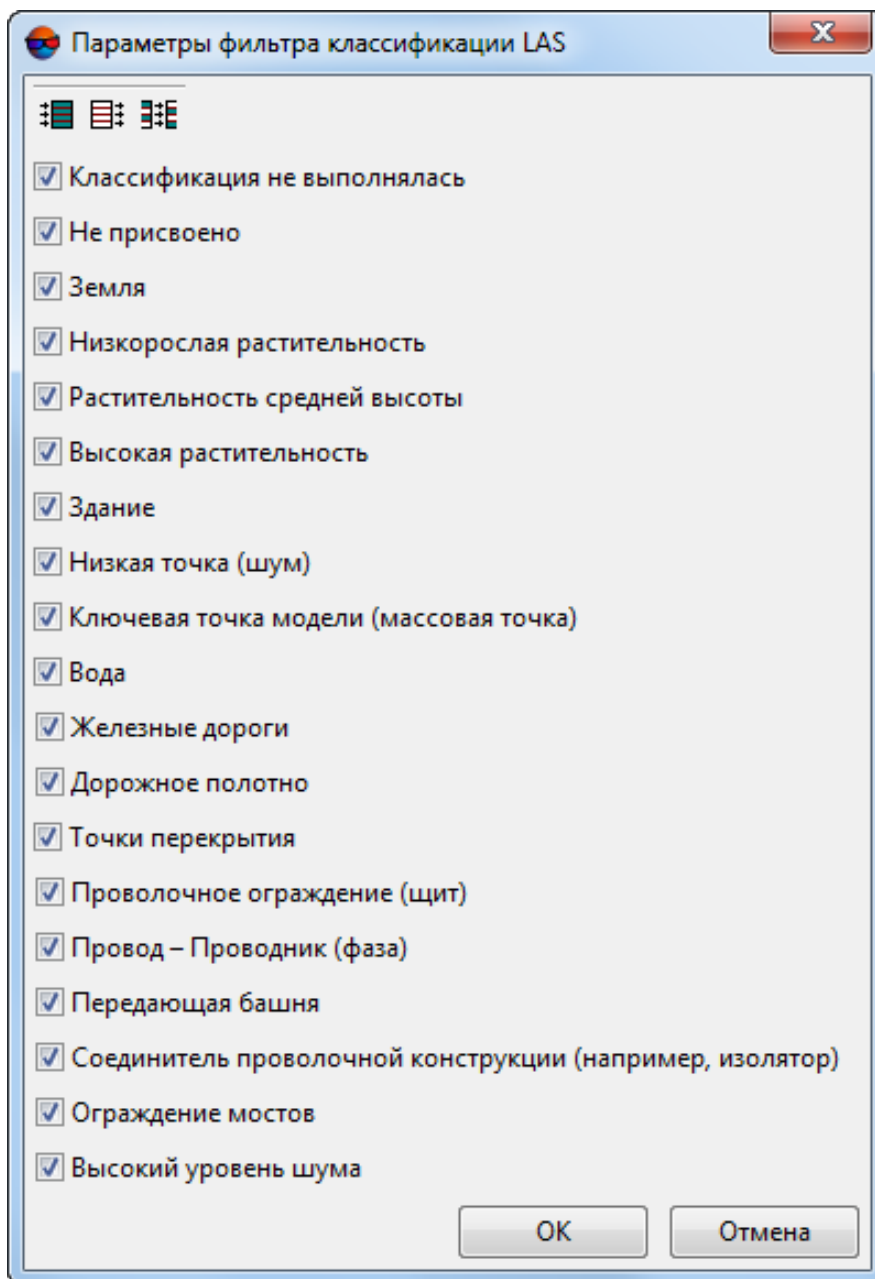 Параметры фильтра классификации LAS
Классификация не выполнялась
Не присвоено
Земля
Низкорослая растительность
Растительность средней высоты
Высокая растительность
Здание
Низкая точка (шум)
Ключевая точка модели (массовая точка)
Вода
Железные дороги
Дорожное полотно
Точки перекрытия
Проволочное ограждение (щит)
Провод – Проводник (фаза)
Передающая башня
Соединитель проволочной конструкции (например, изолятор)
Ограждение мостов
Высокий уровень шума
OK Отмена